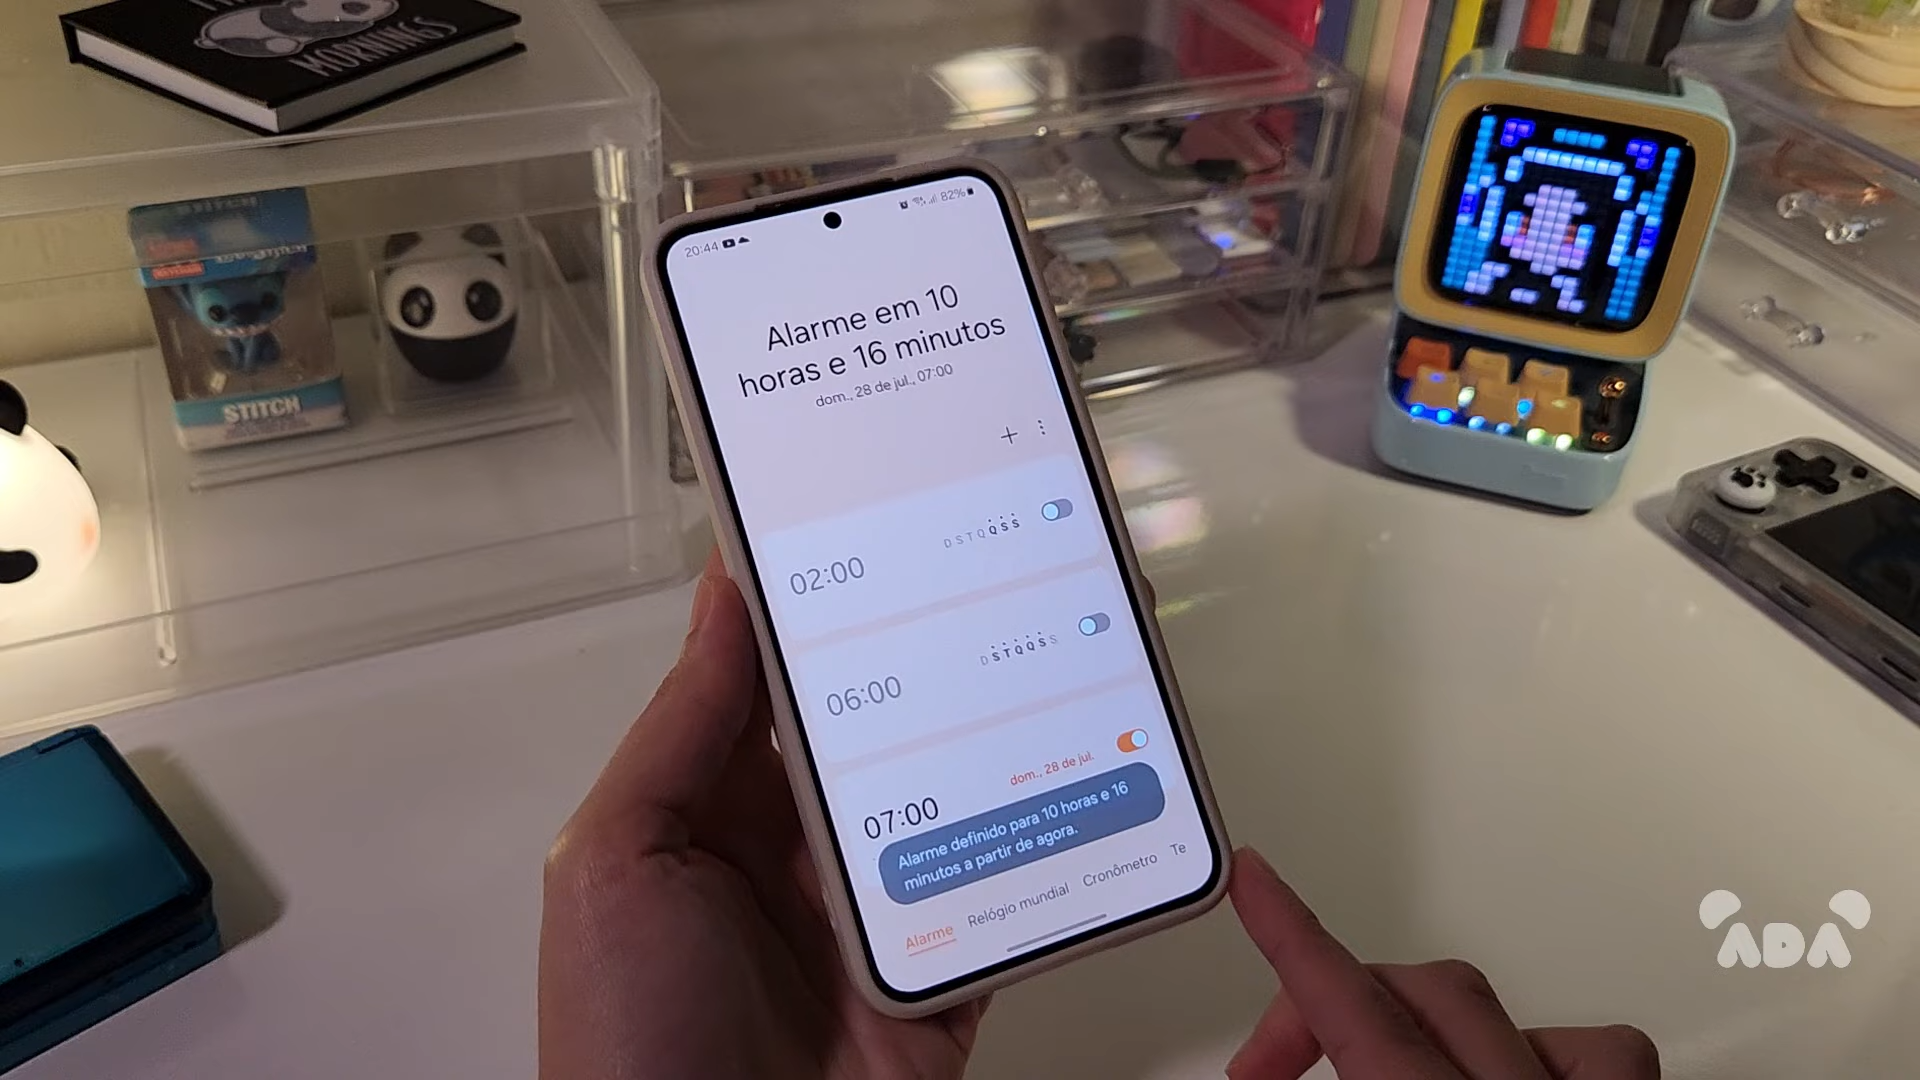 MORNINGS
STITCH
STITCH
20:44
82%
Alarme em 10
horas e 16 minutos
dom., 28 de jul., 07:00
02:00
D S T Q Q S S
06:00
D S T Q Q S S
dom., 28 de jul.
07:00
Alarme definido para 10 horas e 16
minutos a partir de agora.
Alarme
Relógio mundial
Cronômetro
Te
ADA